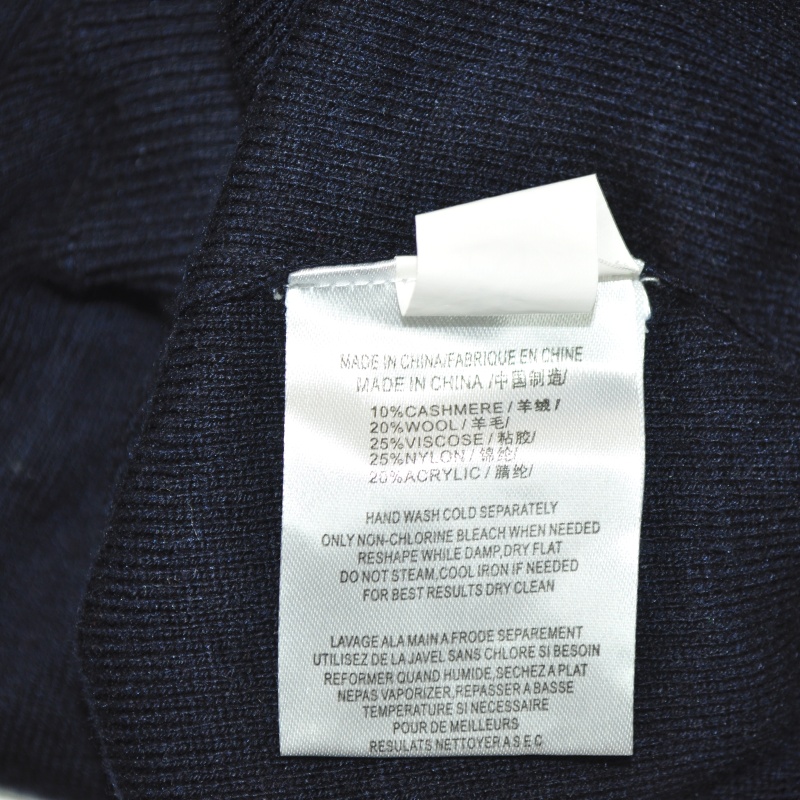 MADE IN CHINA/FABRIQUE EN CHINE
MADE IN CHINA /中国制造/
10%CASHMERE / 羊绒/
20%WOOL / 羊毛/
25%VISCOSE / 粘胶/
25%NYLON / 锦纶/
20%ACRYLIC / 腈纶/
HAND WASH COLD SEPARATELY
ONLY NON-CHLORINE BLEACH WHEN NEEDED
RESHAPE WHILE DAMP,DRY FLAT
DO NOT STEAM,COOL IRON IF NEEDED
FOR BEST RESULTS DRY CLEAN
LAVAGE ALA MAIN A FRODE SEPAREMENT
UTILISEZ DE LA JAVEL SANS CHLORE SI BESOIN
REFORMER QUAND HUMIDE,SECHEZ A PLAT
NEPAS VAPORIZER,REPASSER A BASSE
TEMPERATURE SI NECESSAIRE
POUR DE MEILLEURS
RESULATS NETTOYER A S E C